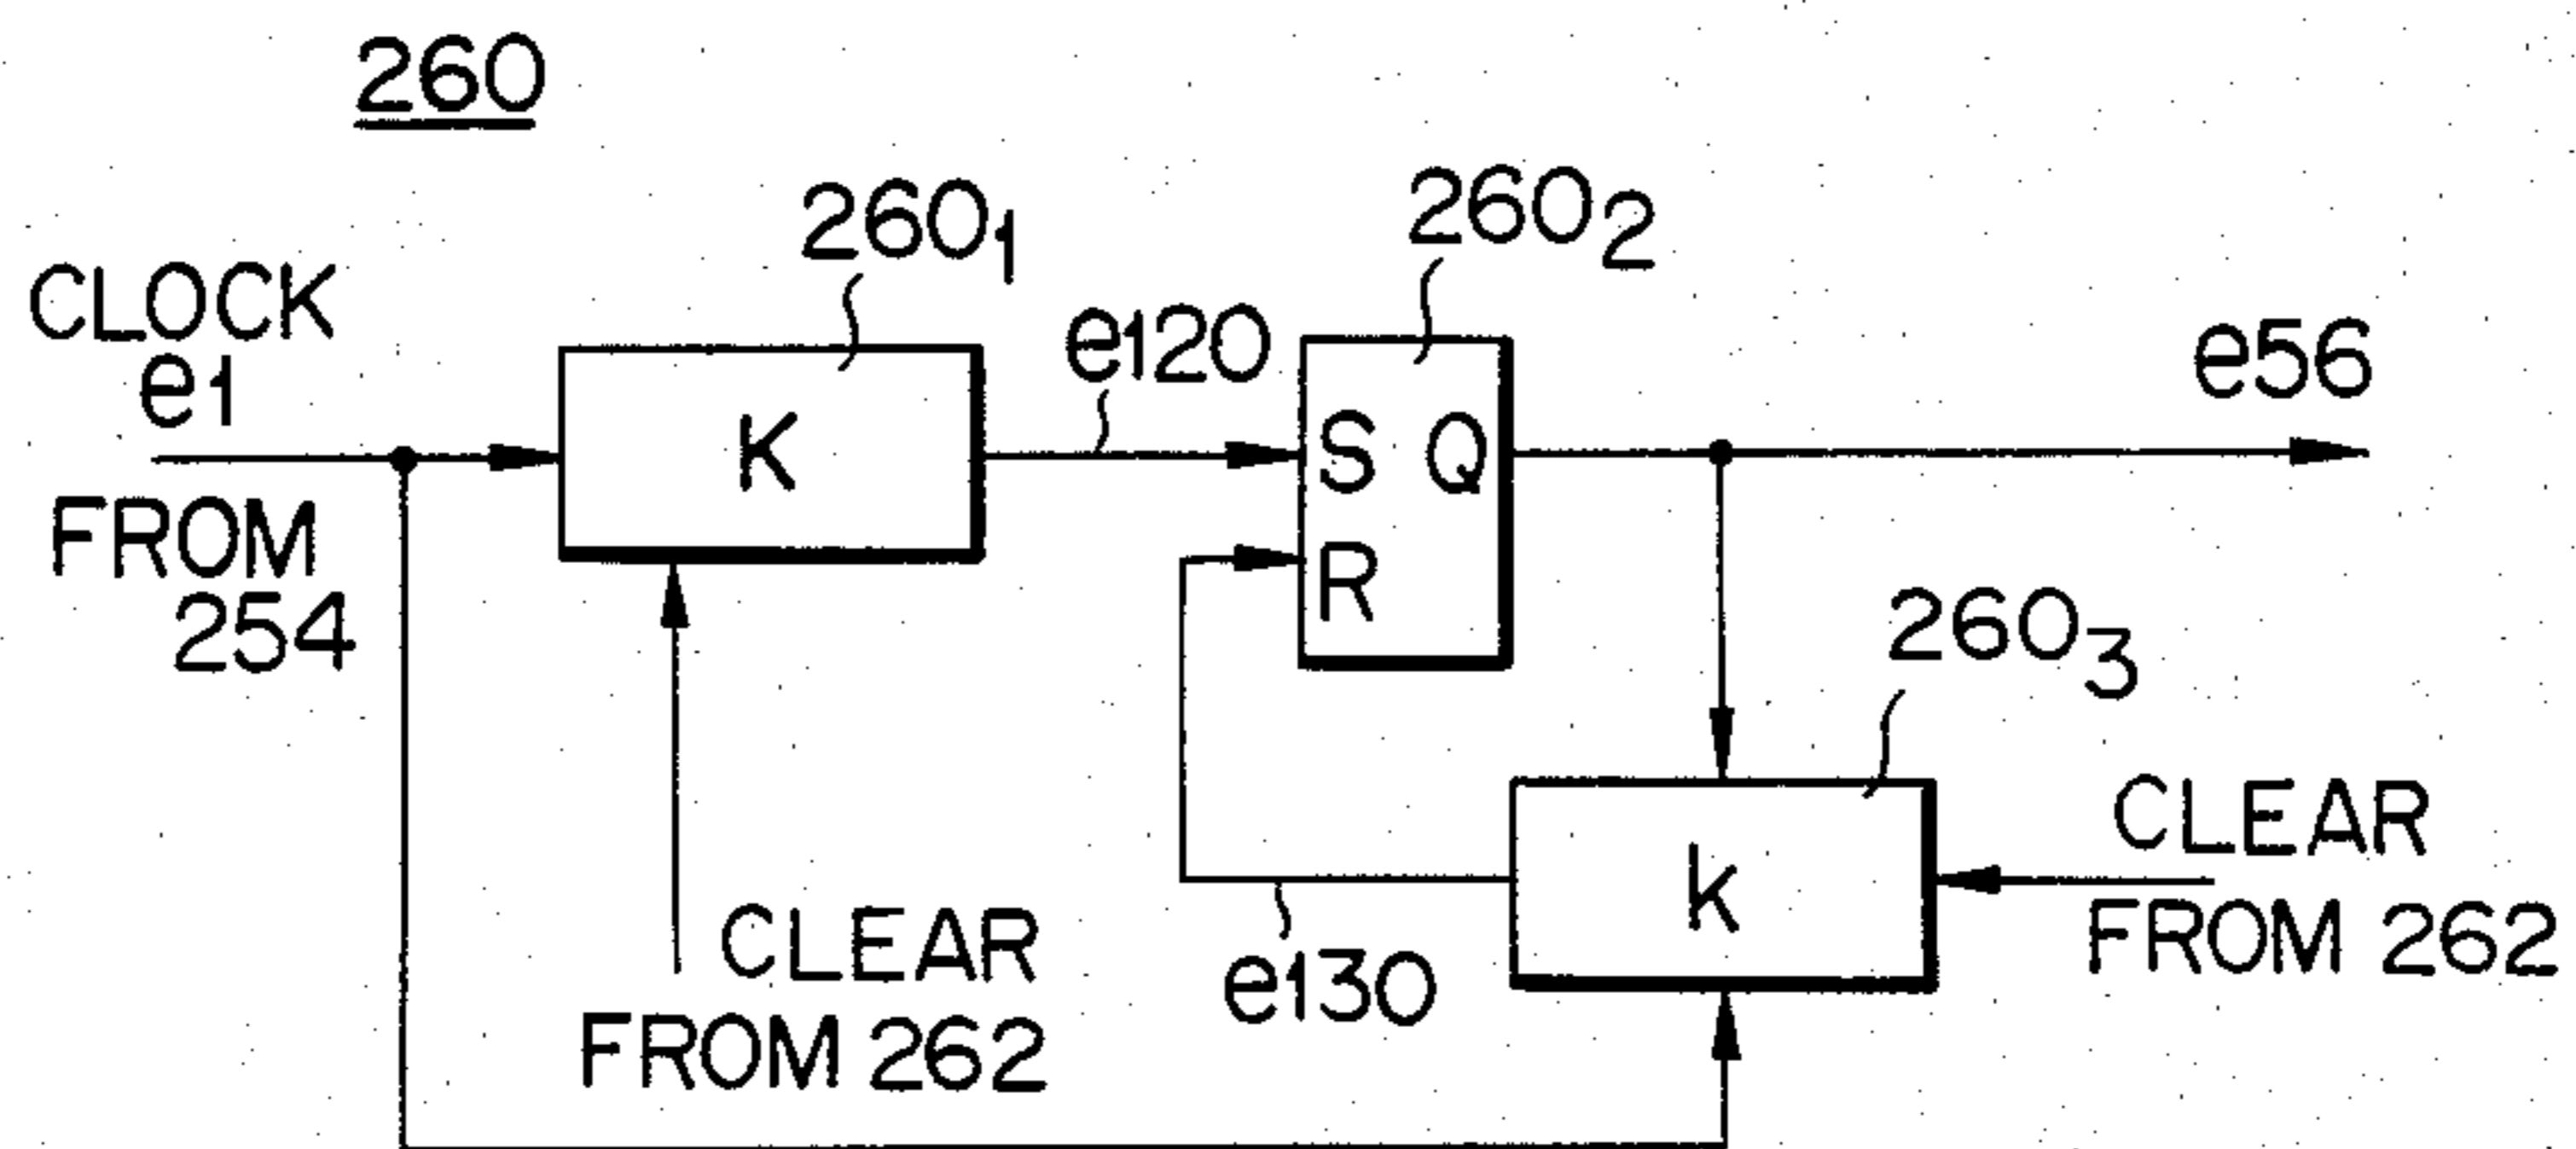 260
260₁
260₂
CLOCK
e1
e120
e56
K
S Q
FROM
254
R
260₃
CLEAR
k
CLEAR
FROM 262
e130
FROM 262